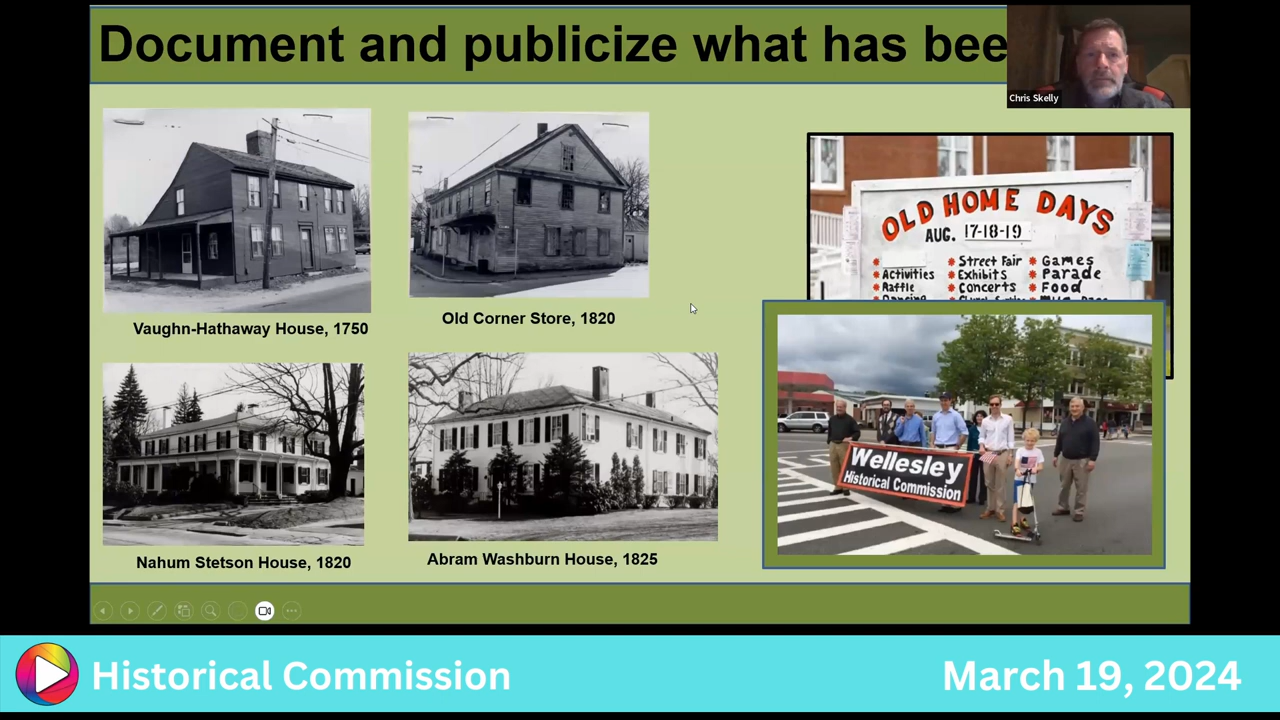 Document and publicize what has bee
Chris Skelly
Vaughn-Hathaway House, 1750
Old Corner Store, 1820
OLD HOME DAYS
AUG. 17-18-19
Activities
Raffle
Street Fair
Exhibits
Concerts
Games
Parade
Food
Nahum Stetson House, 1820
Abram Washburn House, 1825
Wellesley
Historical Commission
Historical Commission
March 19, 2024